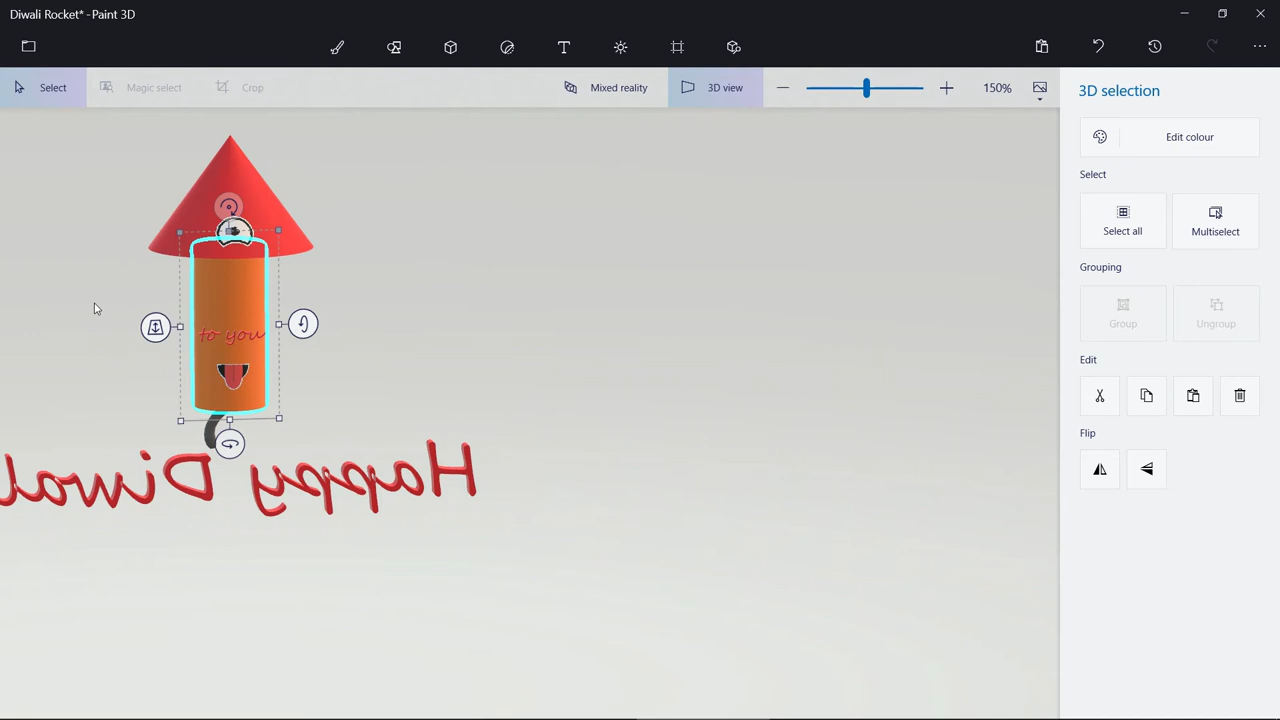 Diwali Rocket* - Paint 3D
Select
Magic select
Crop
Mixed reality
3D view
150%
3D selection
Edit colour
Select
Select all
Multiselect
Grouping
Group
Ungroup
Edit
Flip
to you
Happy Diwal